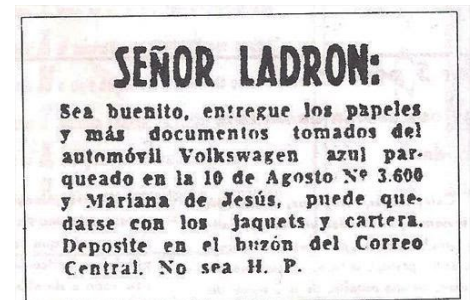 SEÑOR LADRON:
Sea buenito, entregue los papeles
y más documentos tomados del
automóvil Volkswagen azul par-
queado en la 10 de Agosto Nº 3.600
y Mariana de Jesús, puede que-
darse con los jaquets y cartera.
Deposite en el buzón del Correo
Central. No sea H. P.